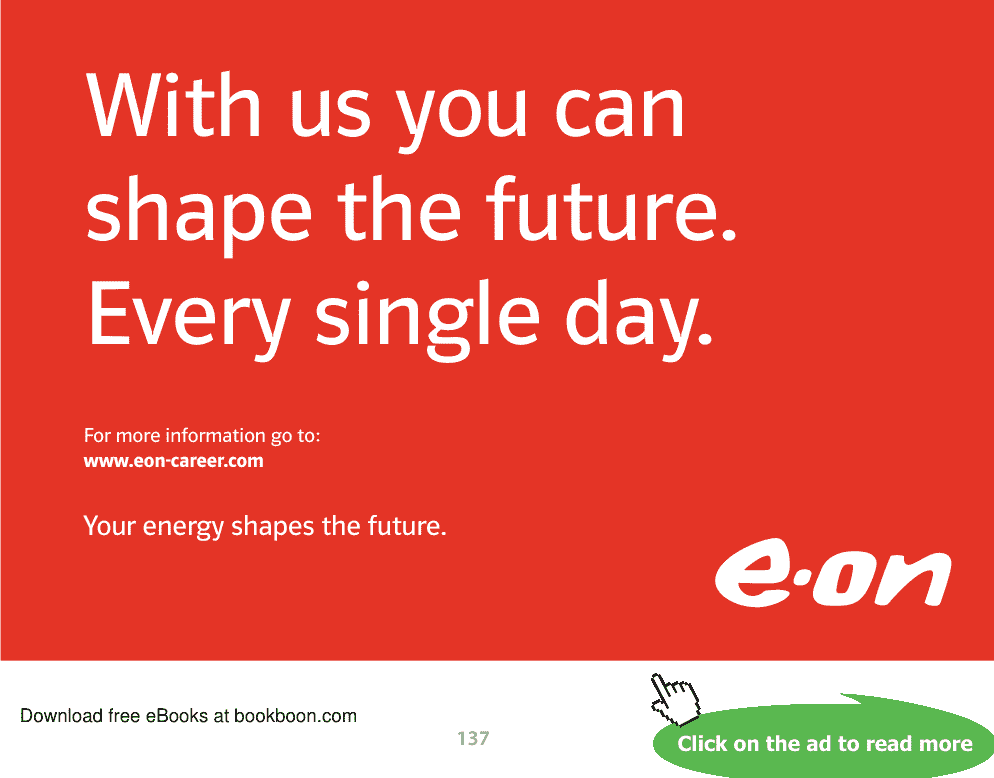 With us you can
shape the future.
Every single day.
For more information go to:
www.eon-career.com
Your energy shapes the future.
e·on
Download free eBooks at bookboon.com
137
Click on the ad to read more